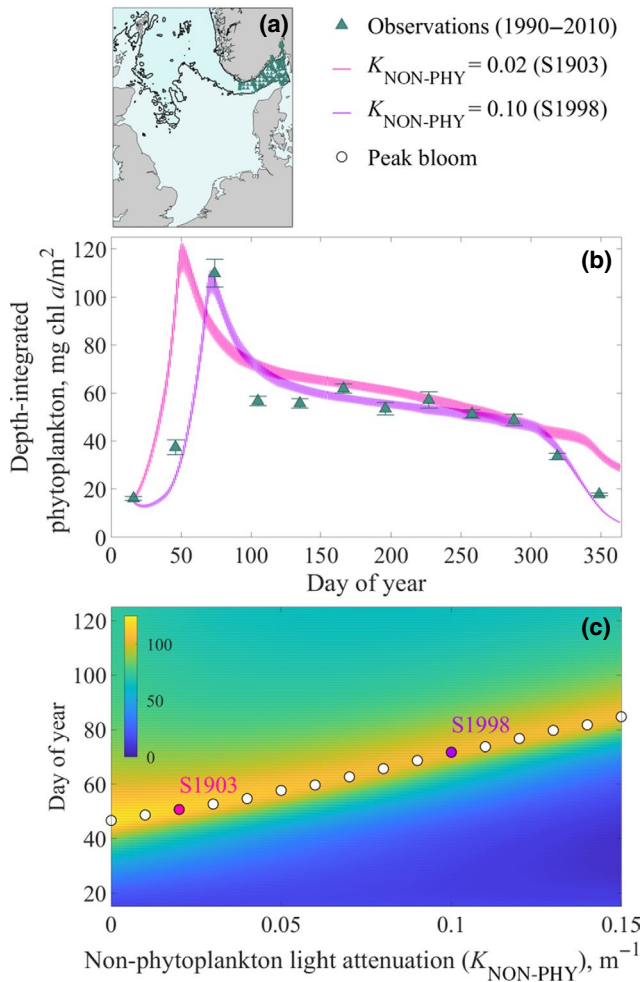 (a)
Observations (1990–2010)
K NON-PHY = 0.02 (S1903)
K NON-PHY = 0.10 (S1998)
Peak bloom
(b)
120
100
80
60
40
20
0
Depth-integrated
phytoplankton, mg chl a/m²
0 50 100 150 200 250 300 350
Day of year
(c)
120
100
80
60
40
20
Day of year
100
50
0
S1903
S1998
0 0.05 0.1 0.15
Non-phytoplankton light attenuation (K NON-PHY), m⁻¹